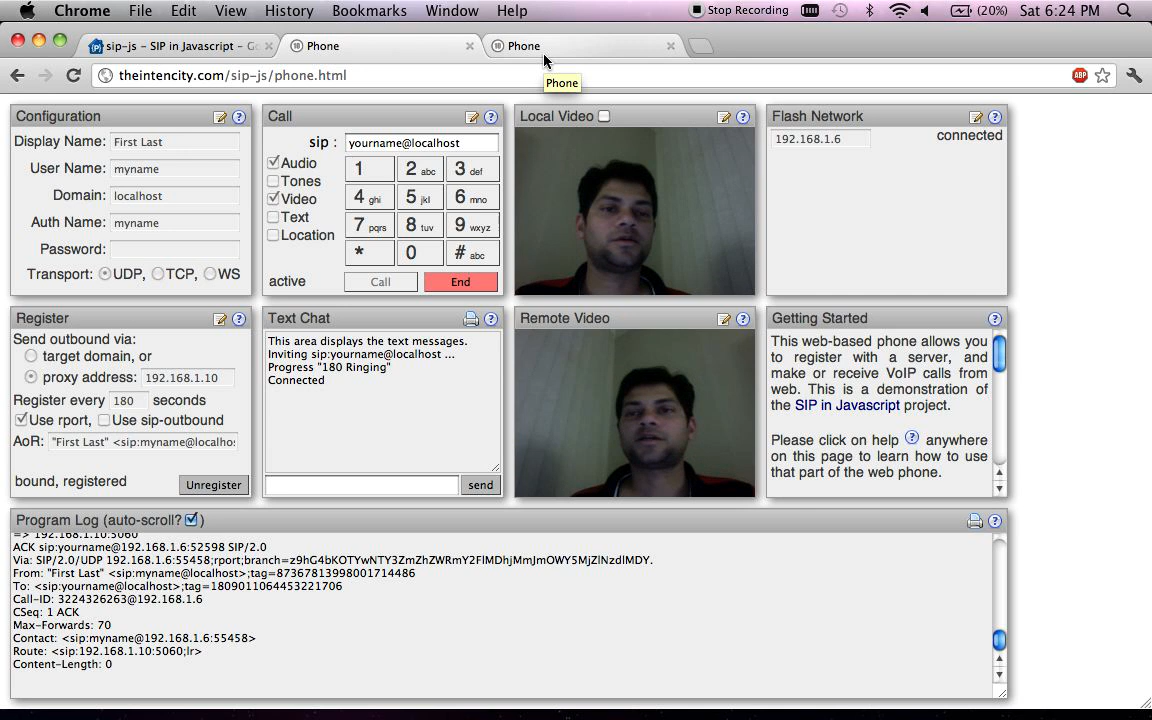 Chrome File Edit View History Bookmarks Window Help Stop Recording (20%) Sat 6:24 PM
sip-js – SIP in Javascript – Go
Phone
Phone
theintencity.com/sip-js/phone.html
ABP
Phone
Configuration
Display Name: First Last
User Name: myname
Domain: localhost
Auth Name: myname
Password:
Transport: UDP, TCP, WS
Call
sip : yourname@localhost
Audio
Tones
Video
Text
Location
1 2 abc 3 def
4 ghi 5 jkl 6 mno
7 pqrs 8 tuv 9 wxyz
* 0 # abc
active Call End
Local Video
Flash Network
192.168.1.6 connected
Register
Send outbound via:
target domain, or
proxy address: 192.168.1.10
Register every 180 seconds
Use rport, Use sip-outbound
AoR: "First Last" <sip:myname@localhos
bound, registered Unregister
Text Chat
This area displays the text messages.
Inviting sip:yourname@localhost ...
Progress "180 Ringing"
Connected
send
Remote Video
Getting Started
This web-based phone allows you
to register with a server, and
make or receive VoIP calls from
web. This is a demonstration of
the SIP in Javascript project.
Please click on help ? anywhere
on this page to learn how to use
that part of the web phone.
Program Log (auto-scroll? )
=> 192.168.1.10:5060
ACK sip:yourname@192.168.1.6:52598 SIP/2.0
Via: SIP/2.0/UDP 192.168.1.6:55458;rport;branch=z9hG4bKOTYwNTY3ZmZhZWRmY2FlMDhjMmJmOWY5MjZlNzdlMDY.
From: "First Last" <sip:myname@localhost>;tag=87367813998001714486
To: <sip:yourname@localhost>;tag=1809011064453221706
Call-ID: 3224326263@192.168.1.6
CSeq: 1 ACK
Max-Forwards: 70
Contact: <sip:myname@192.168.1.6:55458>
Route: <sip:192.168.1.10:5060;lr>
Content-Length: 0